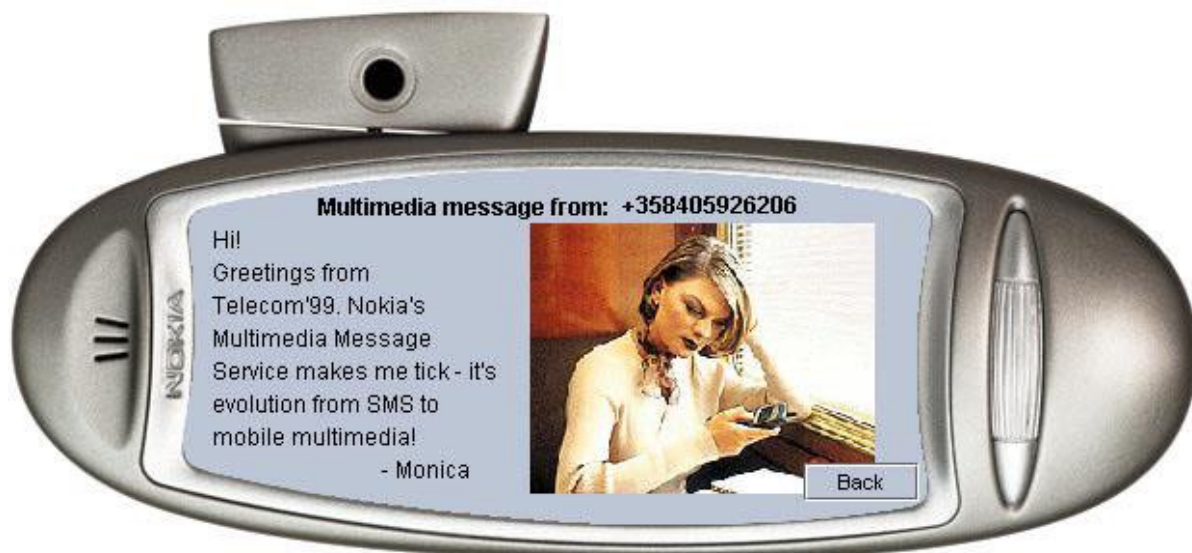 Multimedia message from: +358405926206
Hi!
Greetings from
Telecom'99. Nokia's
Multimedia Message
Service makes me tick - it's
evolution from SMS to
mobile multimedia!
- Monica
Back
NOKIA